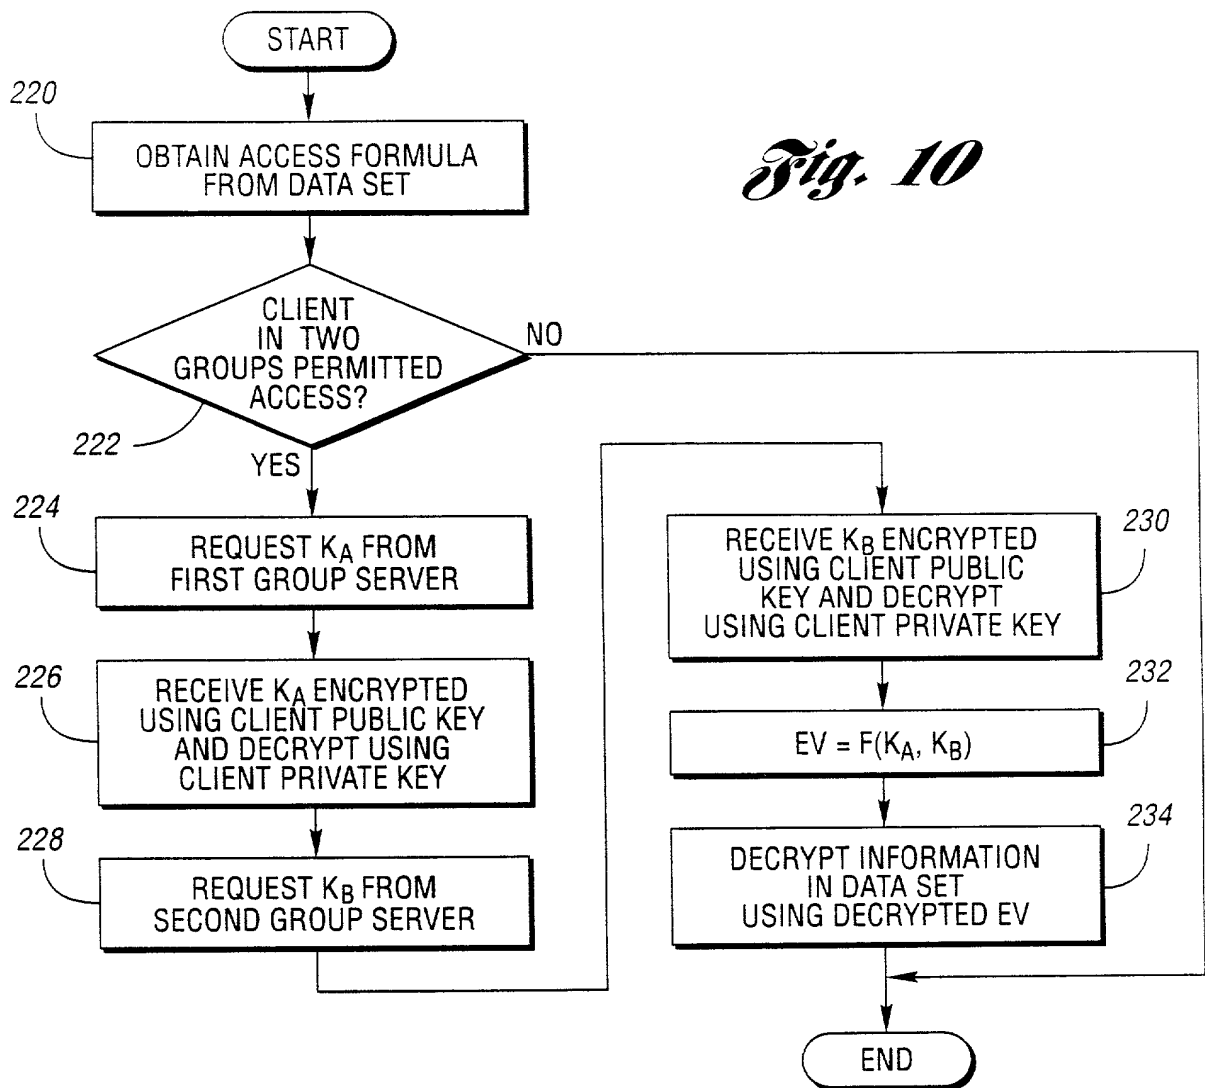 START
220
OBTAIN ACCESS FORMULA
FROM DATA SET
Fig. 10
CLIENT
IN TWO
GROUPS PERMITTED
ACCESS?
NO
222
YES
224
REQUEST KA FROM
FIRST GROUP SERVER
226
RECEIVE KA ENCRYPTED
USING CLIENT PUBLIC KEY
AND DECRYPT USING
CLIENT PRIVATE KEY
228
REQUEST KB FROM
SECOND GROUP SERVER
230
RECEIVE KB ENCRYPTED
USING CLIENT PUBLIC
KEY AND DECRYPT
USING CLIENT PRIVATE KEY
232
EV = F(KA, KB)
234
DECRYPT INFORMATION
IN DATA SET
USING DECRYPTED EV
END